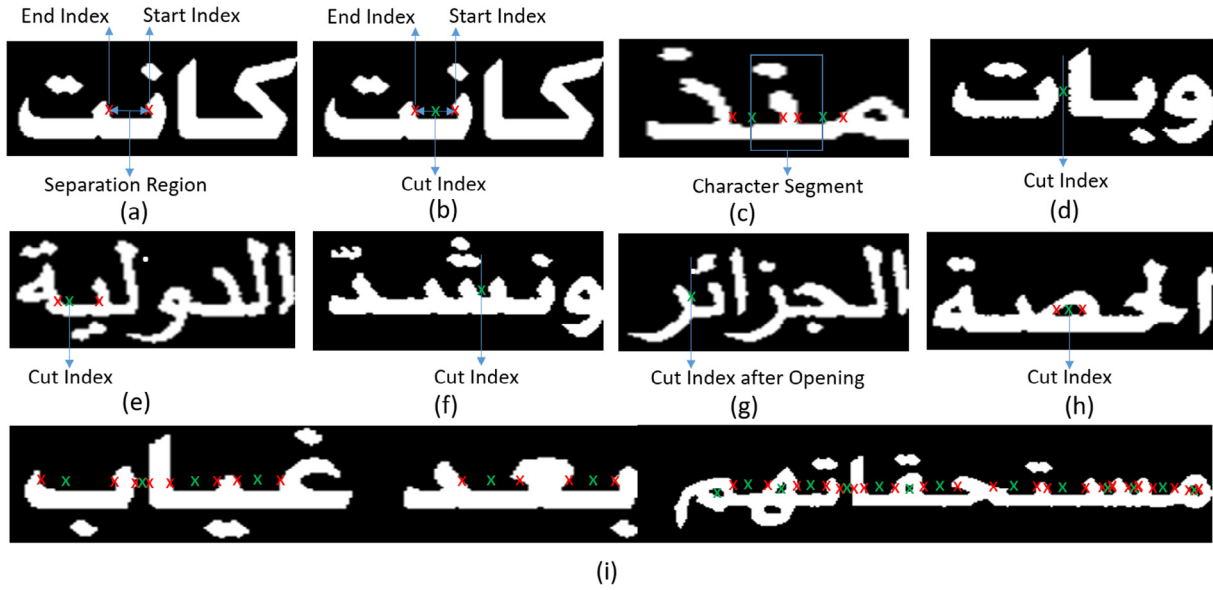 End Index Start Index End Index Start Index
كانت كانت منذ وبات
Separation Region Cut Index Character Segment Cut Index
(a) (b) (c) (d)
الدولية الجزائر الحصة
Cut Index Cut Index Cut Index after Opening Cut Index
(e) (f) (g) (h)
بعد غياب مستحقاتهم
(i)